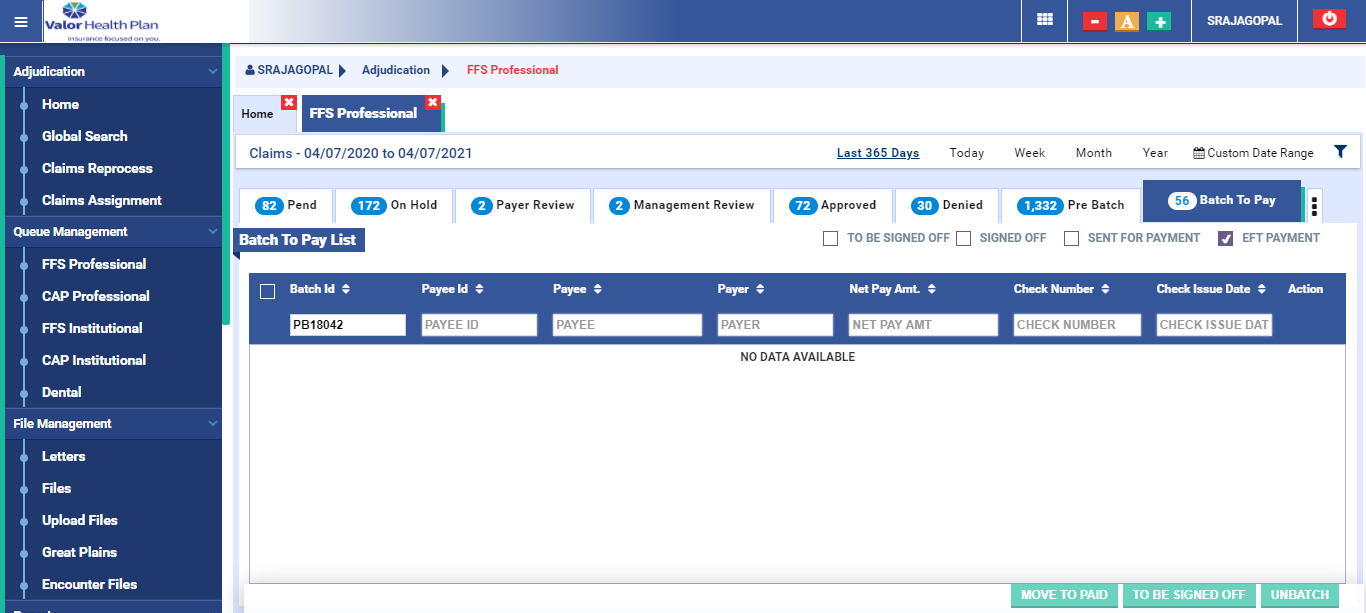 Valor Health Plan
Insurance focused on you.
A
SRAJAGOPAL
Adjudication
Home
Global Search
Claims Reprocess
Claims Assignment
Queue Management
FFS Professional
CAP Professional
FFS Institutional
CAP Institutional
Dental
File Management
Letters
Files
Upload Files
Great Plains
Encounter Files
SRAJAGOPAL Adjudication FFS Professional
Home FFS Professional
Claims - 04/07/2020 to 04/07/2021 Last 365 Days Today Week Month Year Custom Date Range
82 Pend 172 On Hold 2 Payer Review 2 Management Review 72 Approved 30 Denied 1,332 Pre Batch 56 Batch To Pay
Batch To Pay List TO BE SIGNED OFF SIGNED OFF SENT FOR PAYMENT EFT PAYMENT
Batch Id Payee Id Payee Payer Net Pay Amt. Check Number Check Issue Date Action
PB18042 PAYEE ID PAYEE PAYER NET PAY AMT CHECK NUMBER CHECK ISSUE DAT
NO DATA AVAILABLE
MOVE TO PAID TO BE SIGNED OFF UNBATCH